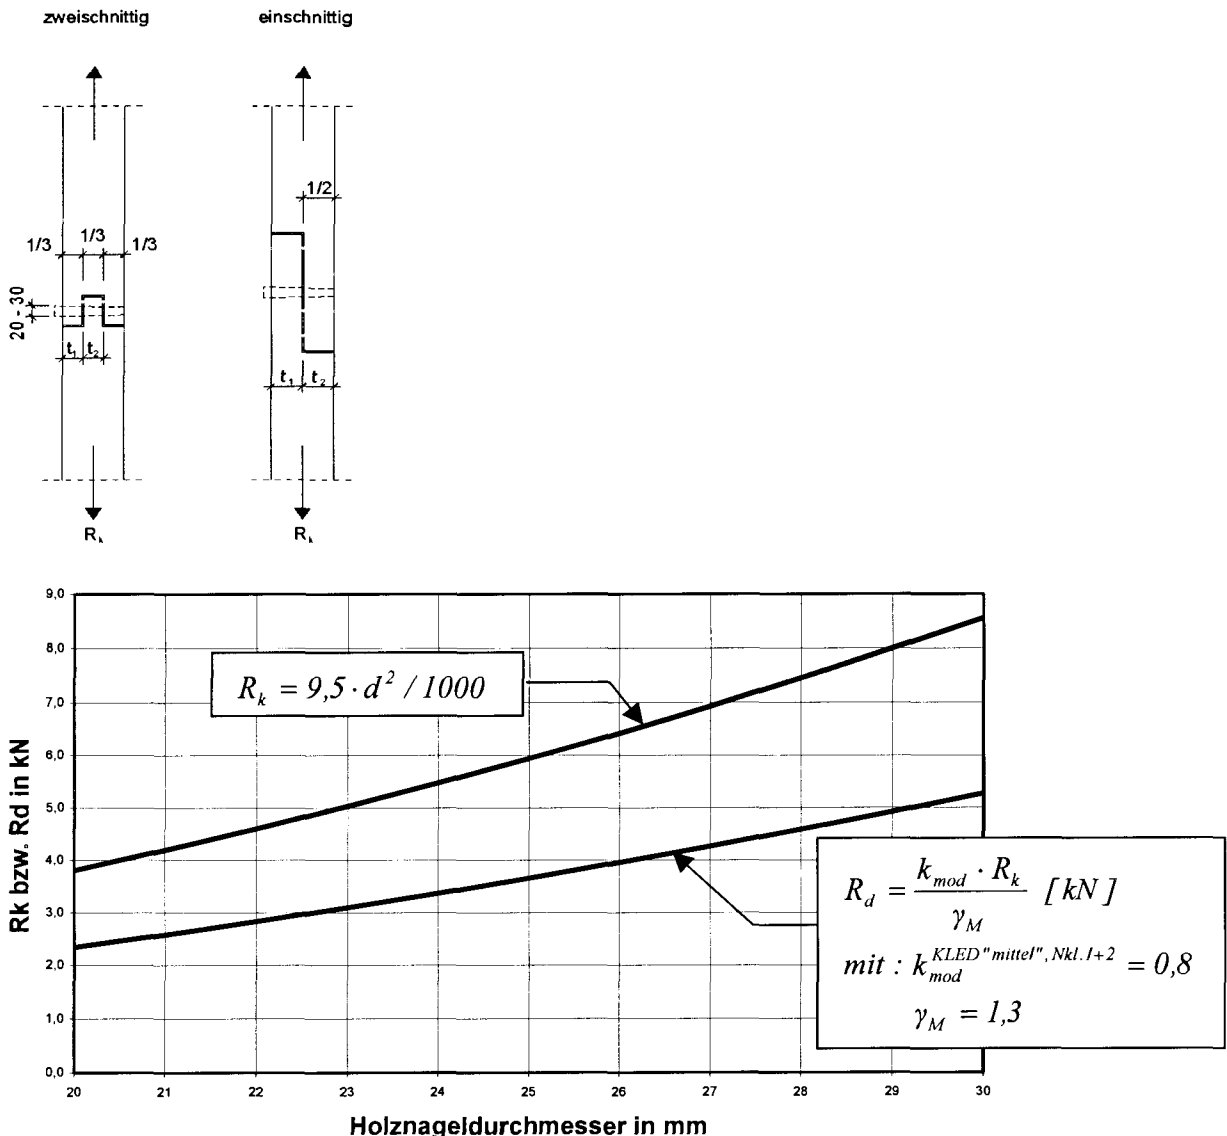 zweischnittig einschnittig
1/2
1/3 1/3 1/3
20 - 30
t₁ t₂
t₁ t₂
Rₖ Rₖ
9,0
8,0
7,0
6,0
5,0
4,0
3,0
2,0
1,0
0,0
Rk bzw. Rd in kN
R_k = 9,5 · d² / 1000
R_d = k_mod · R_k / γ_M [kN]
mit : k_mod^KLED"mittel", Nkl.1+2 = 0,8
γ_M = 1,3
20 21 22 23 24 25 26 27 28 29 30
Holznageldurchmesser in mm